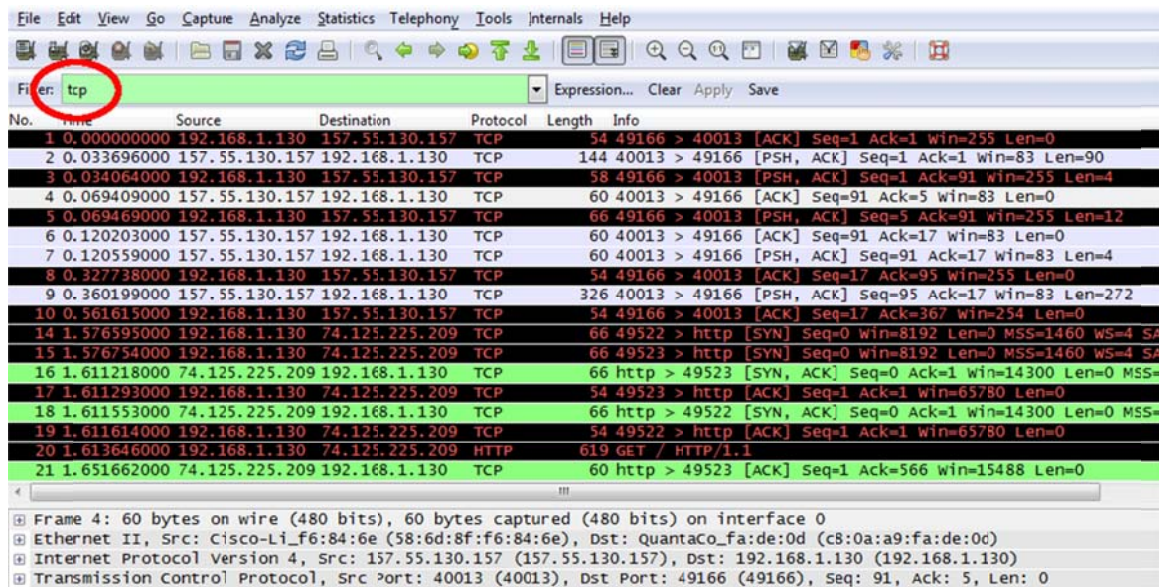 File Edit View Go Capture Analyze Statistics Telephony Tools Internals Help
Filter: tcp Expression... Clear Apply Save
No. Time Source Destination Protocol Length Info
1 0.000000000 192.168.1.130 157.55.130.157 TCP 54 49166 > 40013 [ACK] Seq=1 Ack=1 Win=255 Len=0
2 0.033696000 157.55.130.157 192.168.1.130 TCP 144 40013 > 49166 [PSH, ACK] Seq=1 Ack=1 Win=83 Len=90
3 0.034064000 192.168.1.130 157.55.130.157 TCP 58 49166 > 40013 [PSH, ACK] Seq=1 Ack=91 Win=255 Len=4
4 0.069409000 157.55.130.157 192.168.1.130 TCP 60 40013 > 49166 [ACK] Seq=91 Ack=5 Win=83 Len=0
5 0.069469000 192.168.1.130 157.55.130.157 TCP 66 49166 > 40013 [PSH, ACK] Seq=5 Ack=91 Win=255 Len=12
6 0.120203000 157.55.130.157 192.168.1.130 TCP 60 40013 > 49166 [ACK] Seq=91 Ack=17 Win=83 Len=0
7 0.120559000 157.55.130.157 192.168.1.130 TCP 60 40013 > 49166 [PSH, ACK] Seq=91 Ack=17 Win=83 Len=4
8 0.327738000 192.168.1.130 157.55.130.157 TCP 54 49166 > 40013 [ACK] Seq=17 Ack=95 Win=255 Len=0
9 0.360199000 157.55.130.157 192.168.1.130 TCP 326 40013 > 49166 [PSH, ACK] Seq=95 Ack=17 Win=83 Len=272
10 0.561615000 192.168.1.130 157.55.130.157 TCP 54 49166 > 40013 [ACK] Seq=17 Ack=367 Win=254 Len=0
14 1.576595000 192.168.1.130 74.125.225.209 TCP 66 49522 > http [SYN] Seq=0 Win=8192 Len=0 MSS=1460 WS=4 SA
15 1.576754000 192.168.1.130 74.125.225.209 TCP 66 49523 > http [SYN] Seq=0 Win=8192 Len=0 MSS=1460 WS=4 SA
16 1.611218000 74.125.225.209 192.168.1.130 TCP 66 http > 49523 [SYN, ACK] Seq=0 Ack=1 Win=14300 Len=0 MSS=
17 1.611293000 192.168.1.130 74.125.225.209 TCP 54 49523 > http [ACK] Seq=1 Ack=1 Win=65780 Len=0
18 1.611553000 74.125.225.209 192.168.1.130 TCP 66 http > 49522 [SYN, ACK] Seq=0 Ack=1 Win=14300 Len=0 MSS=
19 1.611614000 192.168.1.130 74.125.225.209 TCP 54 49522 > http [ACK] Seq=1 Ack=1 Win=65780 Len=0
20 1.613646000 192.168.1.130 74.125.225.209 HTTP 619 GET / HTTP/1.1
21 1.651662000 74.125.225.209 192.168.1.130 TCP 60 http > 49523 [ACK] Seq=1 Ack=566 Win=15488 Len=0
Frame 4: 60 bytes on wire (480 bits), 60 bytes captured (480 bits) on interface 0
Ethernet II, Src: Cisco-Li_f6:84:6e (58:6d:8f:f6:84:6e), Dst: QuantaCo_fa:de:0d (c8:0a:a9:fa:de:0d)
Internet Protocol Version 4, Src: 157.55.130.157 (157.55.130.157), Dst: 192.168.1.130 (192.168.1.130)
Transmission Control Protocol, Src Port: 40013 (40013), Dst Port: 49166 (49166), Seq: 91, Ack: 5, Len: 0